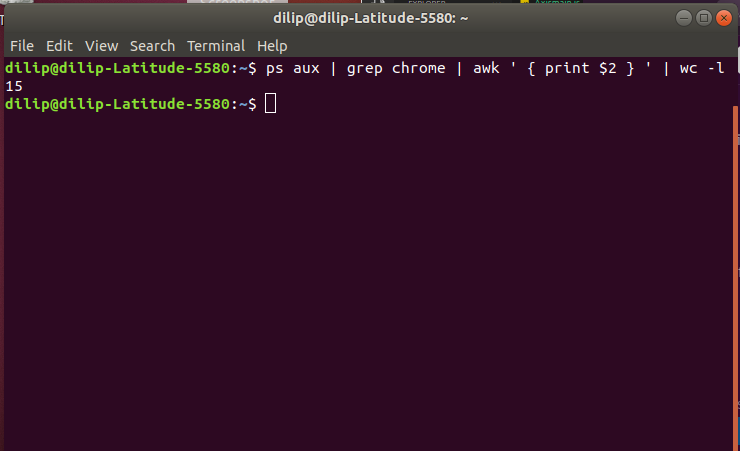 dilip@dilip-Latitude-5580: ~
File Edit View Search Terminal Help
dilip@dilip-Latitude-5580:~$ ps aux | grep chrome | awk ' { print $2 } ' | wc -l
15
dilip@dilip-Latitude-5580:~$